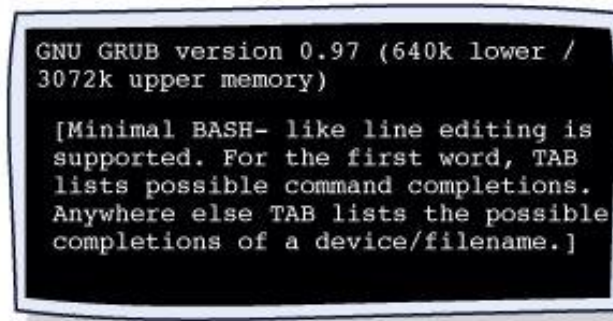 GNU GRUB version 0.97 (640k lower /
3072k upper memory)
[Minimal BASH- like line editing is
supported. For the first word, TAB
lists possible command completions.
Anywhere else TAB lists the possible
completions of a device/filename.]